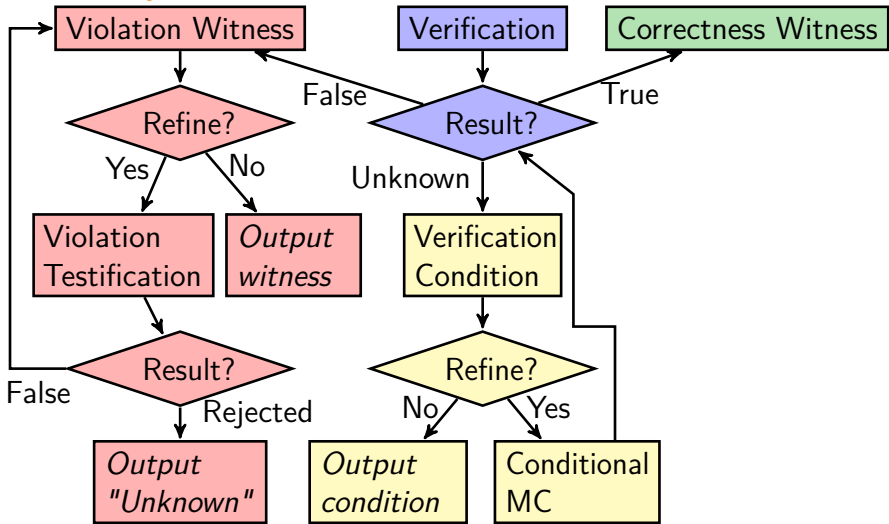 Violation Witness
Verification
Correctness Witness
False
True
Refine?
Result?
Yes
No
Unknown
Violation
Testification
Output
witness
Verification
Condition
Result?
Refine?
False
Rejected
No
Yes
Output
"Unknown"
Output
condition
Conditional
MC